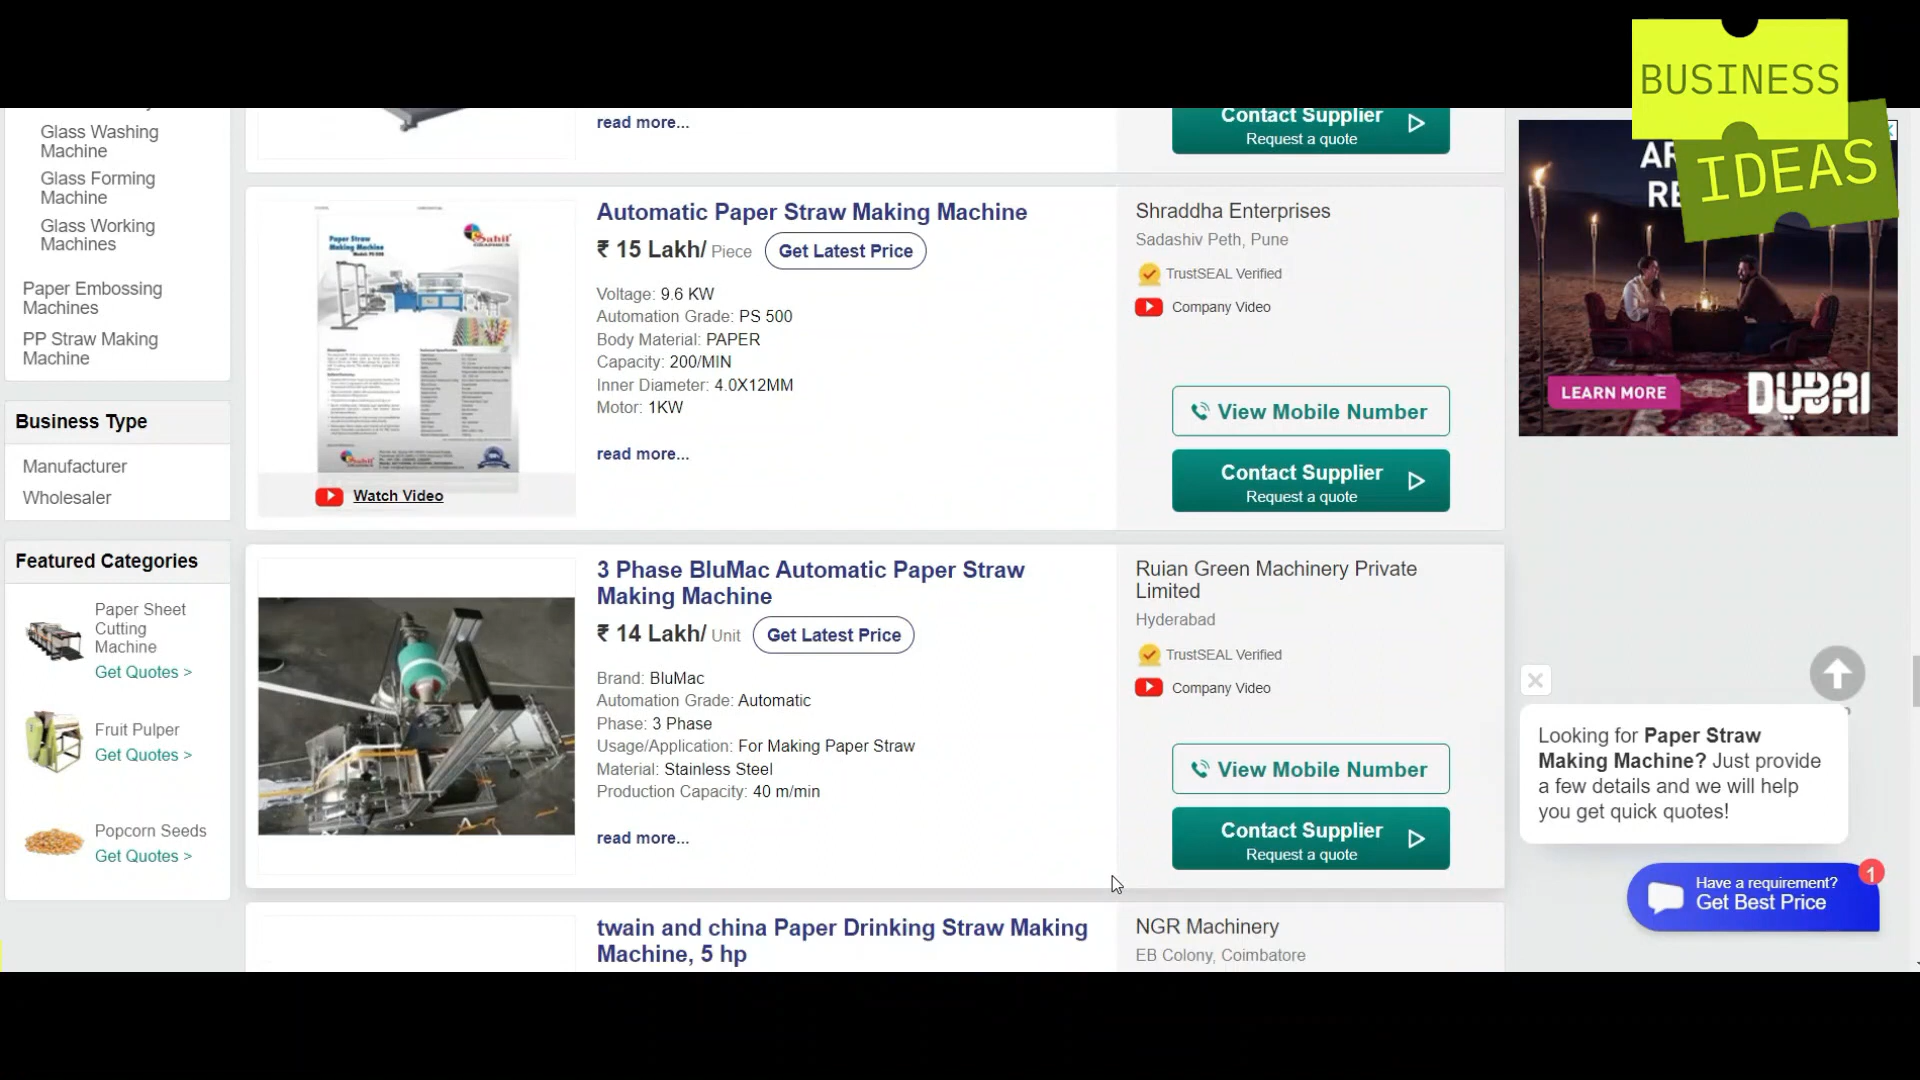 BUSINESS
IDEAS
Glass Washing
Machine
Glass Forming
Machine
Glass Working
Machines
Paper Embossing
Machines
PP Straw Making
Machine
Business Type
Manufacturer
Wholesaler
Featured Categories
Paper Sheet
Cutting
Machine
Get Quotes >
Fruit Pulper
Get Quotes >
Popcorn Seeds
Get Quotes >
read more...
Contact Supplier
Request a quote
Paper Straw
Making Machine
Sahil
Watch Video
Automatic Paper Straw Making Machine
₹ 15 Lakh/ Piece Get Latest Price
Voltage: 9.6 KW
Automation Grade: PS 500
Body Material: PAPER
Capacity: 200/MIN
Inner Diameter: 4.0X12MM
Motor: 1KW
read more...
Shraddha Enterprises
Sadashiv Peth, Pune
TrustSEAL Verified
Company Video
View Mobile Number
Contact Supplier
Request a quote
3 Phase BluMac Automatic Paper Straw
Making Machine
₹ 14 Lakh/ Unit Get Latest Price
Brand: BluMac
Automation Grade: Automatic
Phase: 3 Phase
Usage/Application: For Making Paper Straw
Material: Stainless Steel
Production Capacity: 40 m/min
read more...
Ruian Green Machinery Private
Limited
Hyderabad
TrustSEAL Verified
Company Video
View Mobile Number
Contact Supplier
Request a quote
twain and china Paper Drinking Straw Making
Machine, 5 hp
NGR Machinery
EB Colony, Coimbatore
LEARN MORE
DUBAI
Looking for Paper Straw
Making Machine? Just provide
a few details and we will help
you get quick quotes!
Have a requirement?
Get Best Price
1